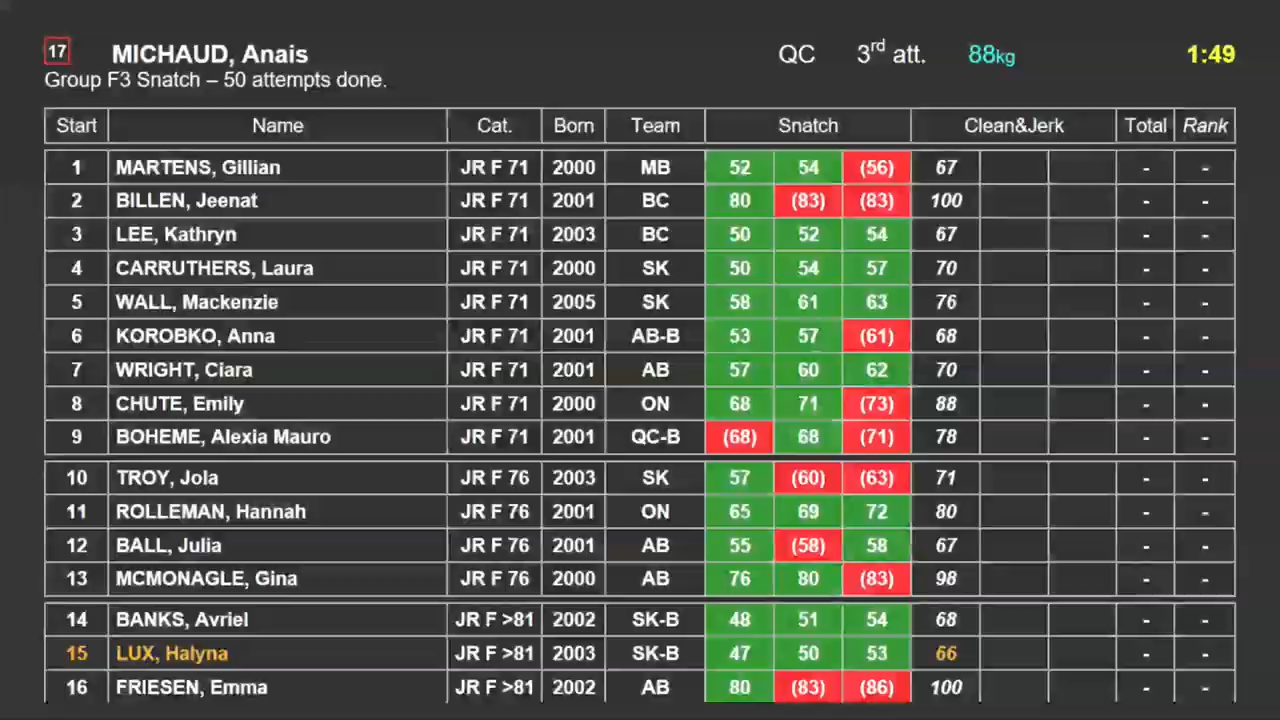 17 MICHAUD, Anais QC 3rd att. 88kg 1:49
Group F3 Snatch – 50 attempts done.
Start Name Cat. Born Team Snatch Clean&Jerk Total Rank
1 MARTENS, Gillian JR F 71 2000 MB 52 54 (56) 67 - -
2 BILLEN, Jeenat JR F 71 2001 BC 80 (83) (83) 100 - -
3 LEE, Kathryn JR F 71 2003 BC 50 52 54 67 - -
4 CARRUTHERS, Laura JR F 71 2000 SK 50 54 57 70 - -
5 WALL, Mackenzie JR F 71 2005 SK 58 61 63 76 - -
6 KOROBKO, Anna JR F 71 2001 AB-B 53 57 (61) 68 - -
7 WRIGHT, Ciara JR F 71 2001 AB 57 60 62 70 - -
8 CHUTE, Emily JR F 71 2000 ON 68 71 (73) 88 - -
9 BOHEME, Alexia Mauro JR F 71 2001 QC-B (68) 68 (71) 78 - -
10 TROY, Jola JR F 76 2003 SK 57 (60) (63) 71 - -
11 ROLLEMAN, Hannah JR F 76 2001 ON 65 69 72 80 - -
12 BALL, Julia JR F 76 2001 AB 55 (58) 58 67 - -
13 MCMONAGLE, Gina JR F 76 2000 AB 76 80 (83) 98 - -
14 BANKS, Avriel JR F >81 2002 SK-B 48 51 54 68 - -
15 LUX, Halyna JR F >81 2003 SK-B 47 50 53 66 - -
16 FRIESEN, Emma JR F >81 2002 AB 80 (83) (86) 100 - -